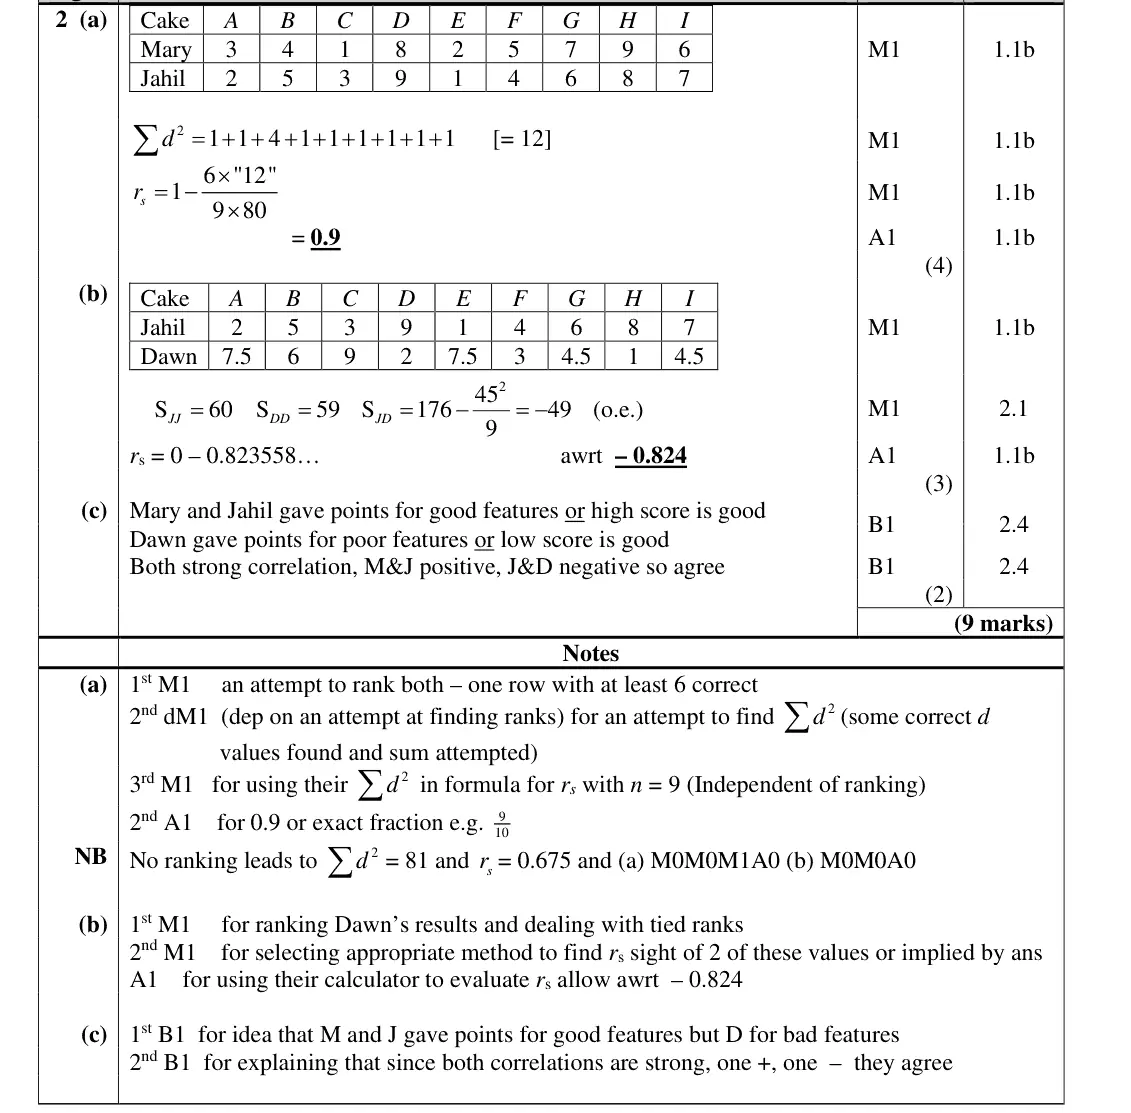 2 (a) Cake A B C D E F G H I
Mary 3 4 1 8 2 5 7 9 6 M1 1.1b
Jahil 2 5 3 9 1 4 6 8 7
∑d² = 1+1+4+1+1+1+1+1+1 [= 12] M1 1.1b
r_s = 1 − (6×"12")/(9×80) M1 1.1b
= 0.9 A1 1.1b
(4)
(b) Cake A B C D E F G H I
Jahil 2 5 3 9 1 4 6 8 7 M1 1.1b
Dawn 7.5 6 9 2 7.5 3 4.5 1 4.5
S_JJ = 60 S_DD = 59 S_JD = 176 − 45²/9 = −49 (o.e.) M1 2.1
r_s = 0 – 0.823558… awrt – 0.824 A1 1.1b
(3)
(c) Mary and Jahil gave points for good features or high score is good B1 2.4
Dawn gave points for poor features or low score is good
Both strong correlation, M&J positive, J&D negative so agree B1 2.4
(2)
(9 marks)
Notes
(a) 1st M1 an attempt to rank both – one row with at least 6 correct
2nd dM1 (dep on an attempt at finding ranks) for an attempt to find ∑d² (some correct d
values found and sum attempted)
3rd M1 for using their ∑d² in formula for r_s with n = 9 (Independent of ranking)
2nd A1 for 0.9 or exact fraction e.g. 9/10
NB No ranking leads to ∑d² = 81 and r_s = 0.675 and (a) M0M0M1A0 (b) M0M0A0
(b) 1st M1 for ranking Dawn's results and dealing with tied ranks
2nd M1 for selecting appropriate method to find r_s sight of 2 of these values or implied by ans
A1 for using their calculator to evaluate r_s allow awrt – 0.824
(c) 1st B1 for idea that M and J gave points for good features but D for bad features
2nd B1 for explaining that since both correlations are strong, one +, one – they agree